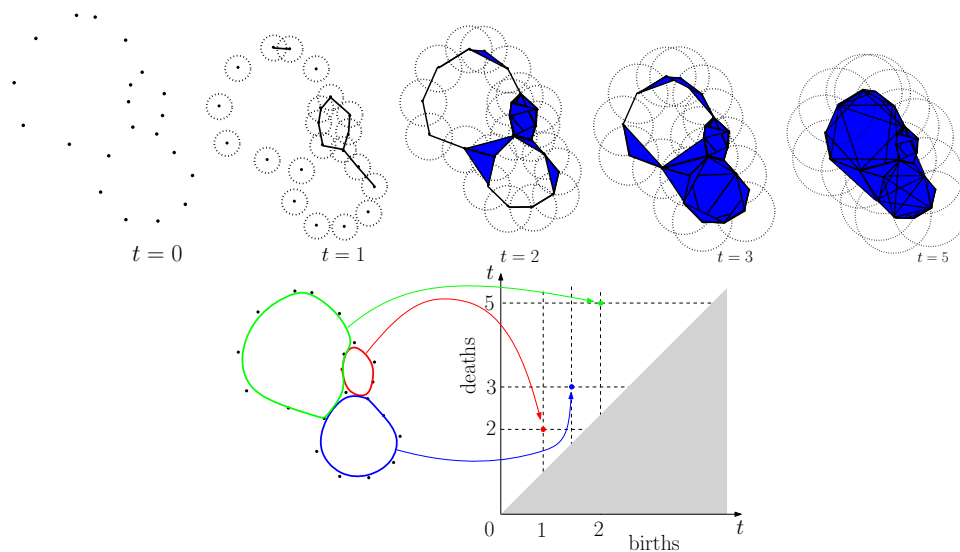 t = 0
t = 1
t = 2
t = 3
t = 5
t
5
deaths
3
2
0
1
2
t
births